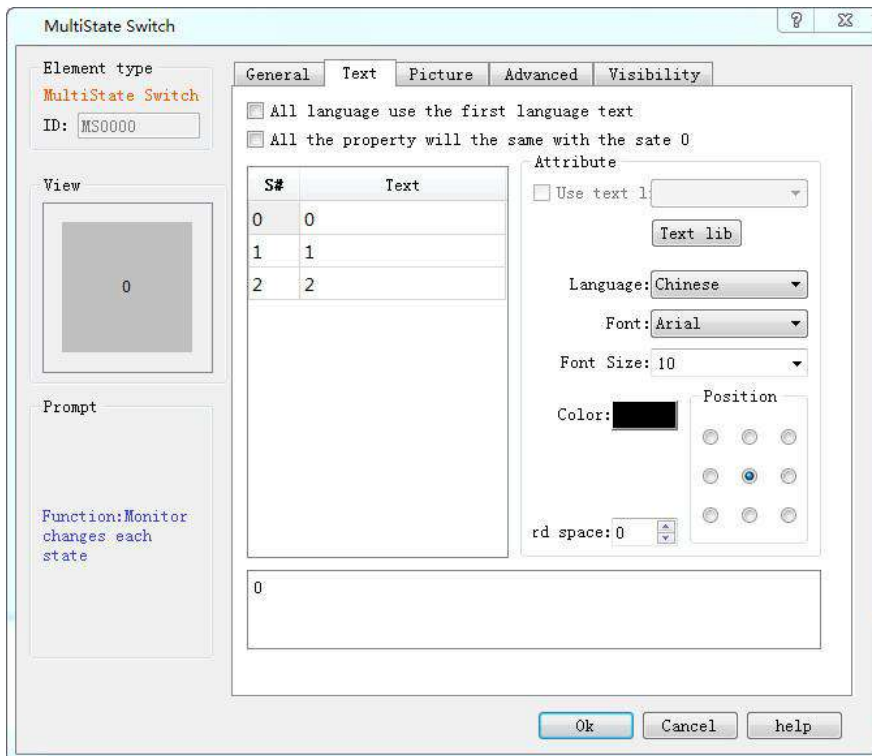 MultiState Switch
Element type
MultiState Switch
ID: MS0000
View
0
Prompt
Function:Monitor
changes each
state
General Text Picture Advanced Visibility
All language use the first language text
All the property will the same with the sate 0
S# Text
0 0
1 1
2 2
Attribute
Use text l
Text lib
Language: Chinese
Font: Arial
Font Size: 10
Color:
Position
rd space: 0
0
Ok Cancel help